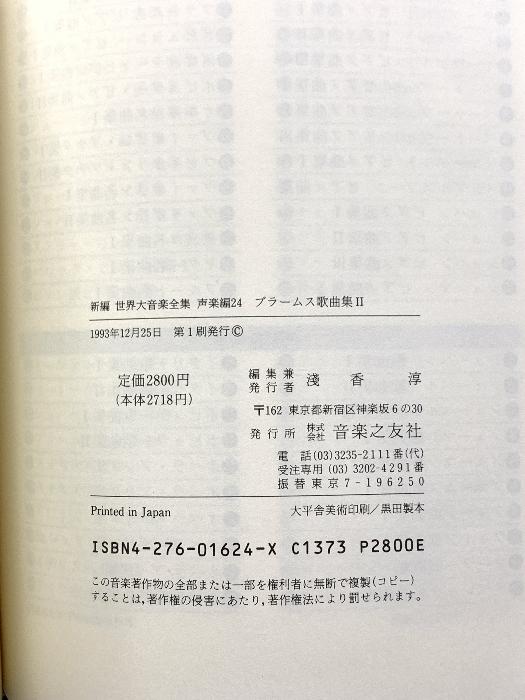 新編 世界大音楽全集 声楽編24 ブラームス歌曲集II
1993年12月25日 第1刷発行©
定価2800円
(本体2718円)
編集兼
発行者 淺香淳
〒162 東京都新宿区神楽坂6の30
発行所 株式会社 音楽之友社
電話(03)3235-2111番(代)
受注専用(03)3202-4291番
振替東京7-196250
Printed in Japan 大平舎美術印刷/黒田製本
ISBN4-276-01624-X C1373 P2800E
この音楽著作物の全部または一部を権利者に無断で複製(コピー)
することは,著作権の侵害にあたり,著作権法により罰せられます。